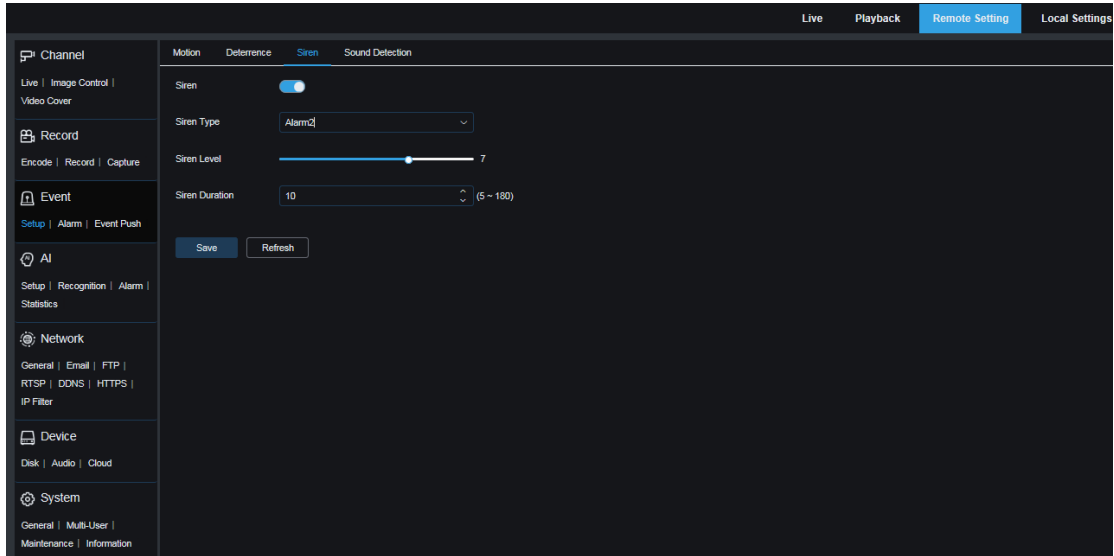 Live Playback Remote Setting Local Settings
Channel
Live | Image Control |
Video Cover
Record
Encode | Record | Capture
Event
Setup | Alarm | Event Push
AI
Setup | Recognition | Alarm |
Statistics
Network
General | Email | FTP |
RTSP | DDNS | HTTPS |
IP Filter
Device
Disk | Audio | Cloud
System
General | Multi-User |
Maintenance | Information
Motion Deterrence Siren Sound Detection
Siren
Siren Type Alarm2
Siren Level 7
Siren Duration 10 (5 ~ 180)
Save Refresh